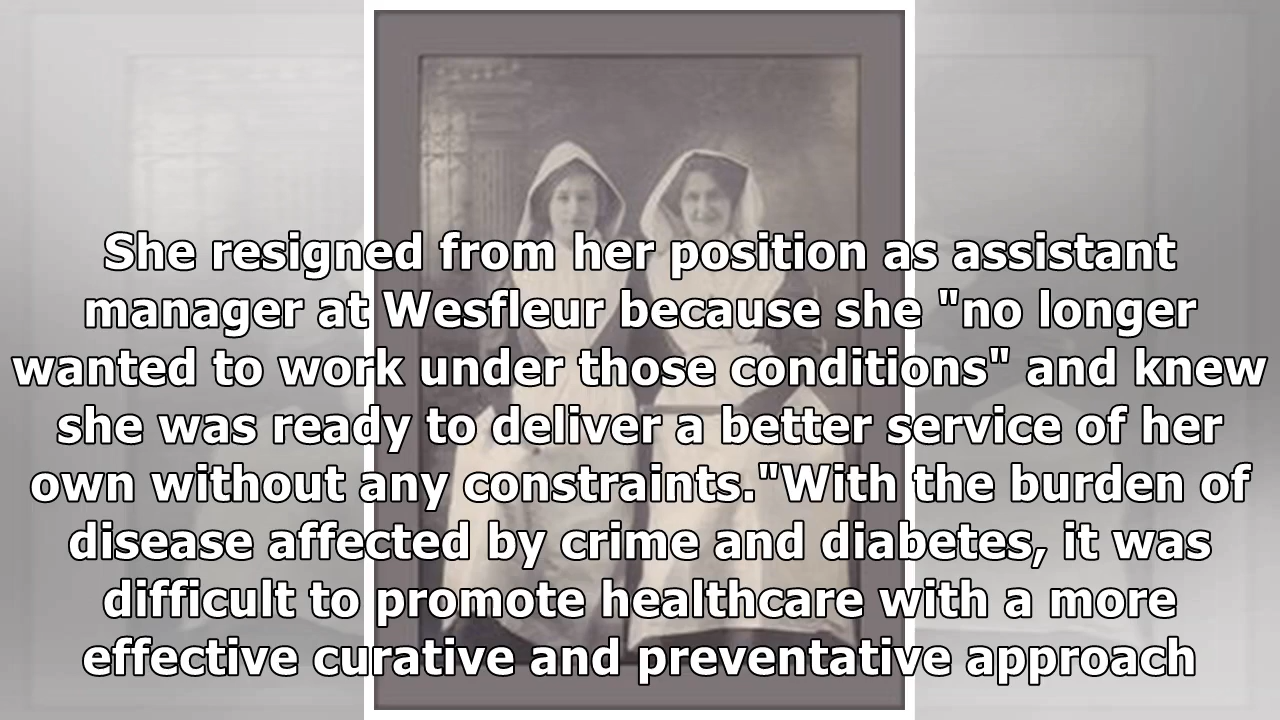 She resigned from her position as assistant
manager at Wesfleur because she "no longer
wanted to work under those conditions" and knew
she was ready to deliver a better service of her
own without any constraints."With the burden of
disease affected by crime and diabetes, it was
difficult to promote healthcare with a more
effective curative and preventative approach